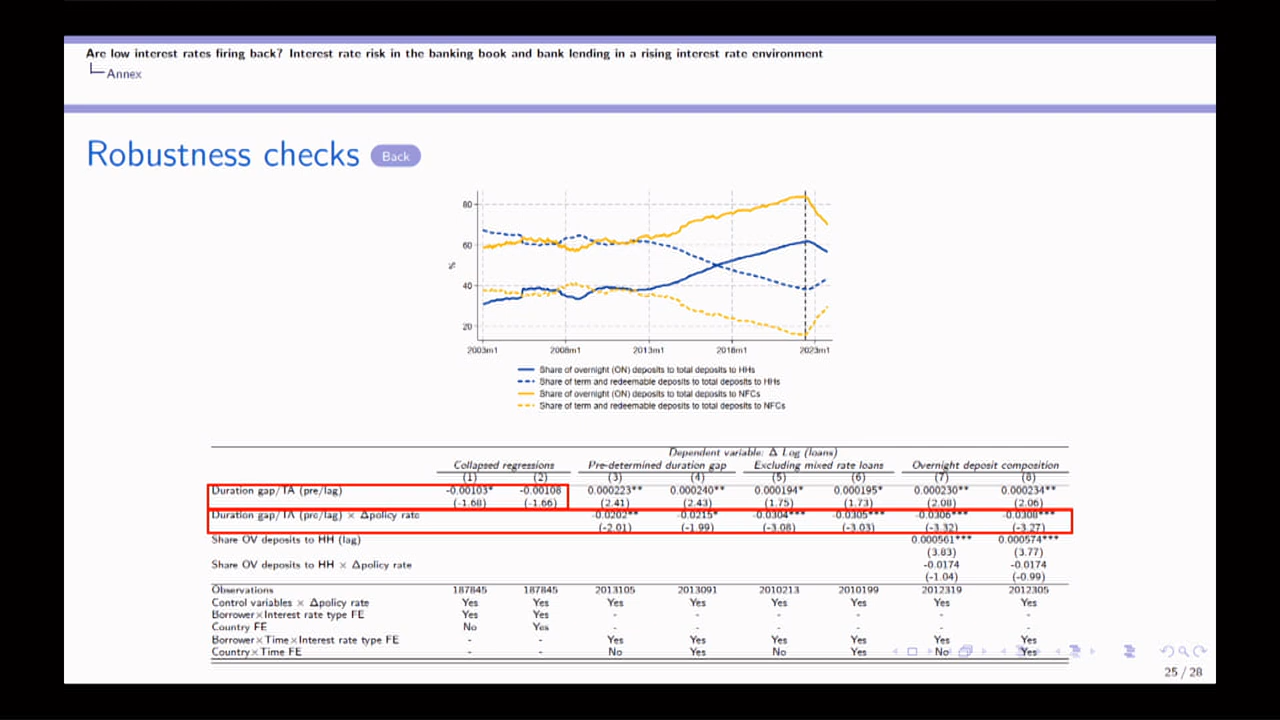 Are low interest rates firing back? Interest rate risk in the banking book and bank lending in a rising interest rate environment
Annex
Robustness checks Back
80
60
%
40
20
2003m1 2008m1 2013m1 2018m1 2023m1
Share of overnight (ON) deposits to total deposits to HHs
Share of term and redeemable deposits to total deposits to HHs
Share of overnight (ON) deposits to total deposits to NFCs
Share of term and redeemable deposits to total deposits to NFCs
Dependent variable: Δ Log (loans)
Collapsed regressions Pre-determined duration gap Excluding mixed rate loans Overnight deposit composition
(1) (2) (3) (4) (5) (6) (7) (8)
Duration gap/TA (pre/lag) -0.00103* -0.00108 0.000223** 0.000240** 0.000194* 0.000195* 0.000230** 0.000234**
(-1.68) (-1.66) (2.41) (2.43) (1.75) (1.73) (2.08) (2.06)
Duration gap/TA (pre/lag) × Δpolicy rate -0.0202** -0.0215* -0.0304*** -0.0305*** -0.0306*** -0.0308***
(-2.01) (-1.99) (-3.08) (-3.03) (-3.32) (-3.27)
Share OV deposits to HH (lag) 0.000561*** 0.000574***
(3.83) (3.77)
Share OV deposits to HH × Δpolicy rate -0.0174 -0.0174
(-1.04) (-0.99)
Observations 187845 187845 2013105 2013091 2010213 2010199 2012319 2012305
Control variables × Δpolicy rate Yes Yes Yes Yes Yes Yes Yes Yes
Borrower×Interest rate type FE Yes Yes - - - - - -
Country FE No Yes - - - - - -
Borrower×Time×Interest rate type FE - - Yes Yes Yes Yes Yes Yes
Country×Time FE - - No Yes No Yes No Yes
25 / 28